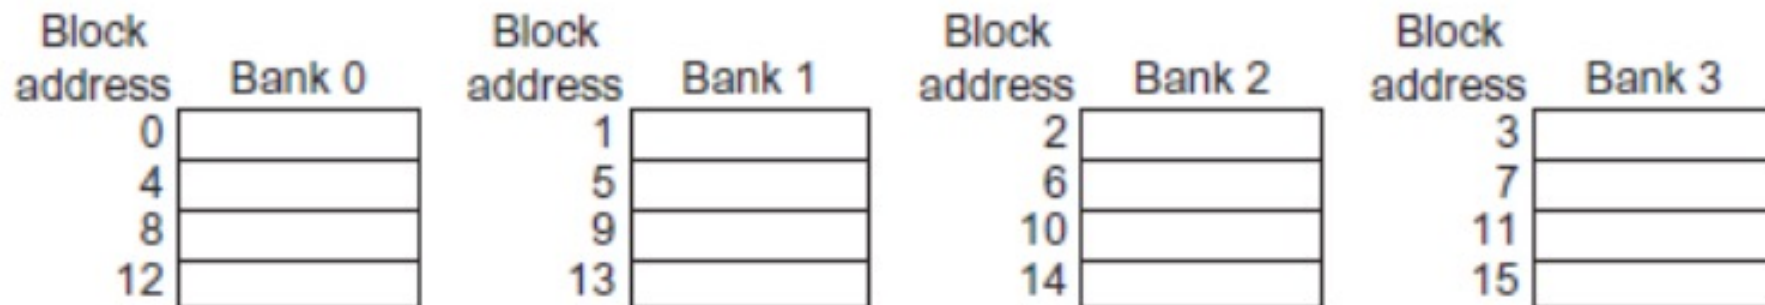 Block Block Block Block
address Bank 0 address Bank 1 address Bank 2 address Bank 3
0 1 2 3
4 5 6 7
8 9 10 11
12 13 14 15